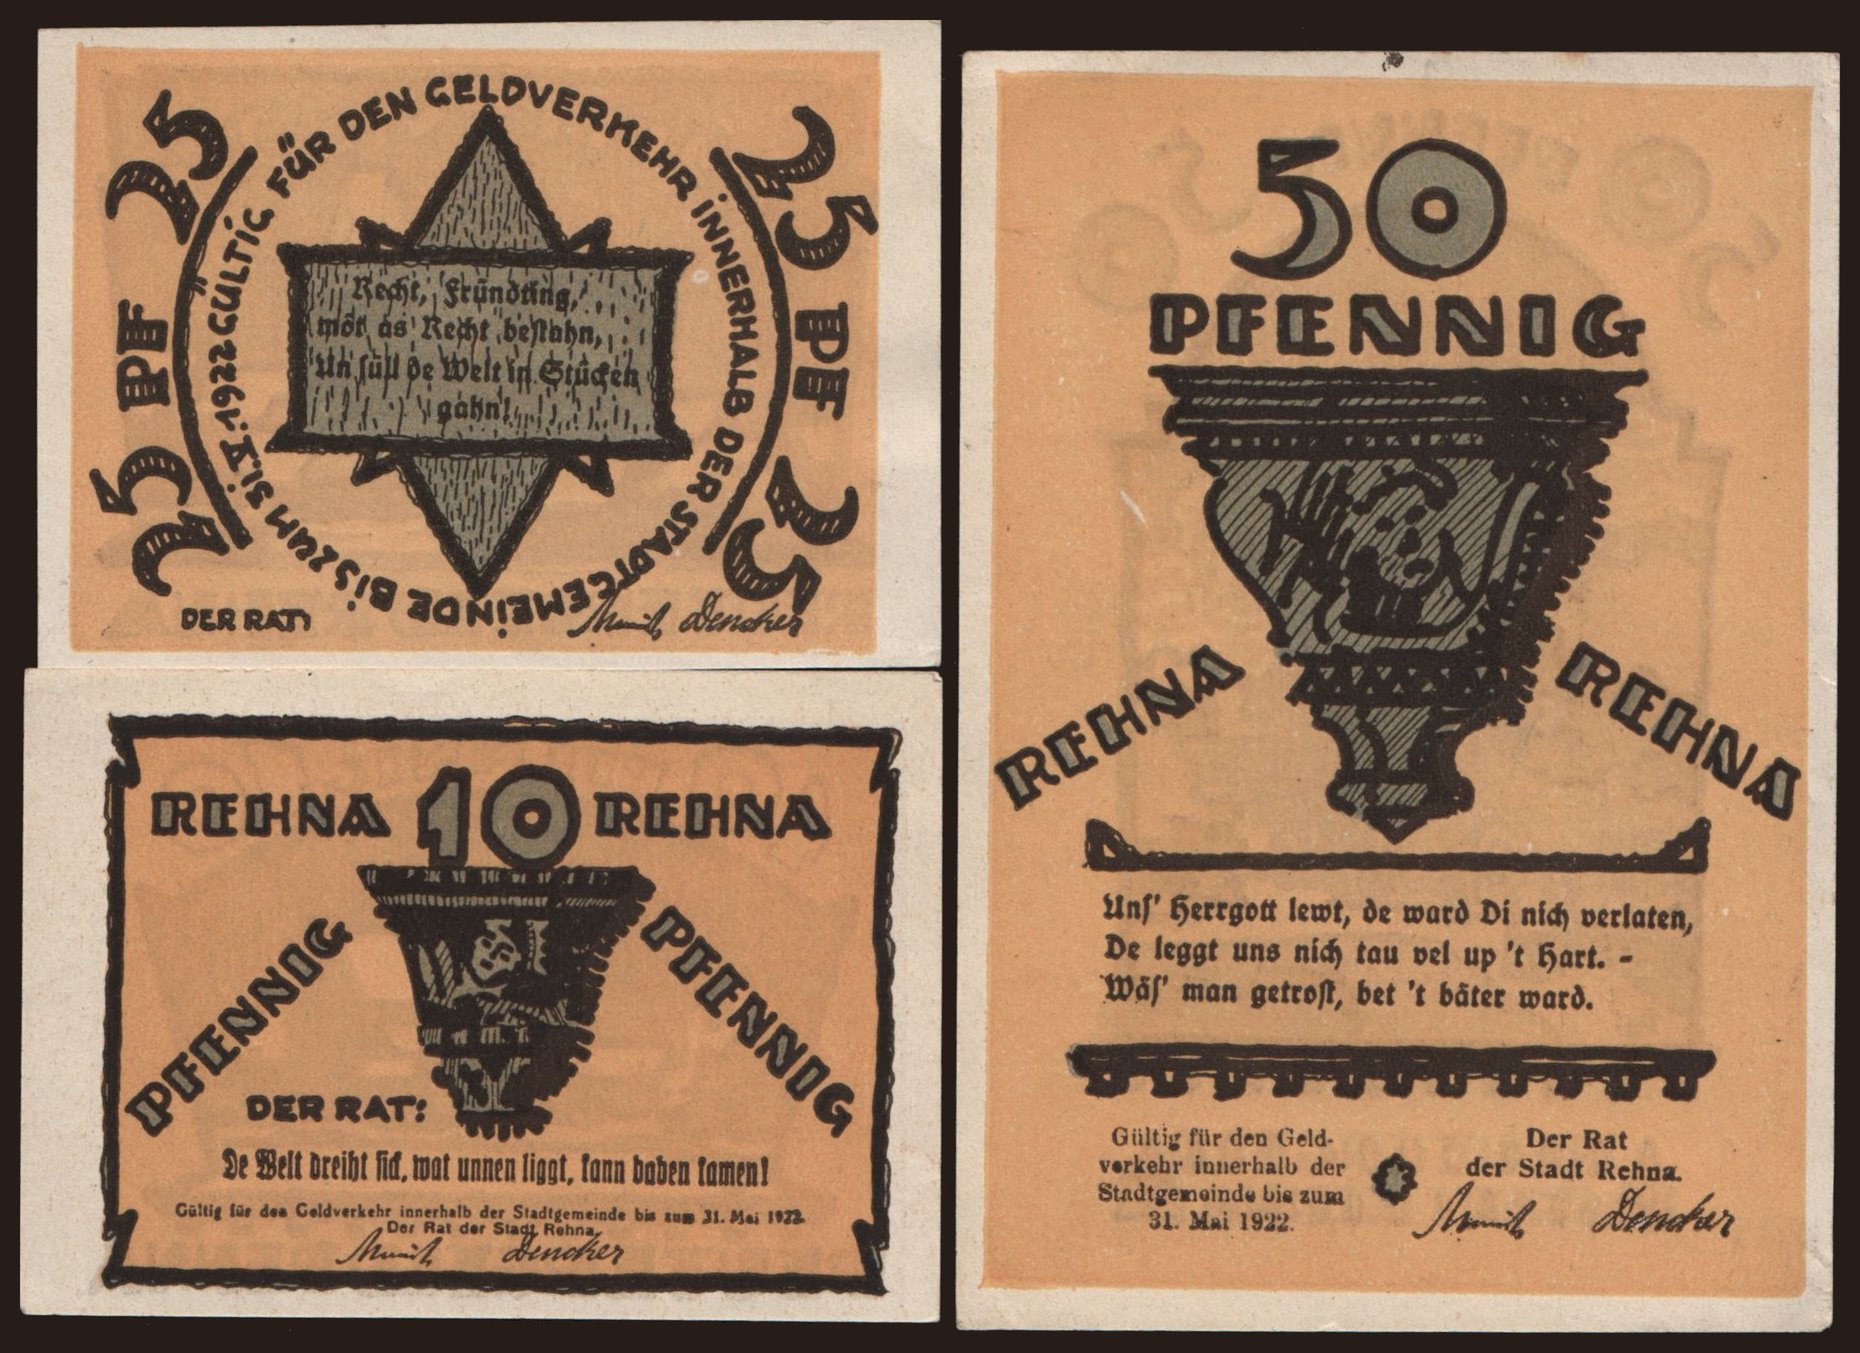 25 PF 25
25 PF 25
GÜLTIG FÜR DEN GELDVERKEHR INNERHALB DER STADTGEMEINDE BIS ZUM 31.V.1922
Recht, Fründting,
möt as Recht bestahn,
Un süll de Welt in Stücken
gahn!
DER RAT:
Dencker
REHNA 10 REHNA
PFENNIG PFENNIG
DER RAT:
De Welt dreiht sick, wat unnen liggt, kann baben kamen!
Gültig für den Geldverkehr innerhalb der Stadtgemeinde bis zum 31. Mai 1922.
Der Rat der Stadt Rehna.
Dencker
50
PFENNIG
REHNA REHNA
Uns' Herrgott lewt, de ward Di nich verlaten,
De leggt uns nich tau vel up 't Hart. -
Wäs' man getrost, bet 't bäter ward.
Gültig für den Geld-
verkehr innerhalb der
Stadtgemeinde bis zum
31. Mai 1922.
Der Rat
der Stadt Rehna.
Dencker